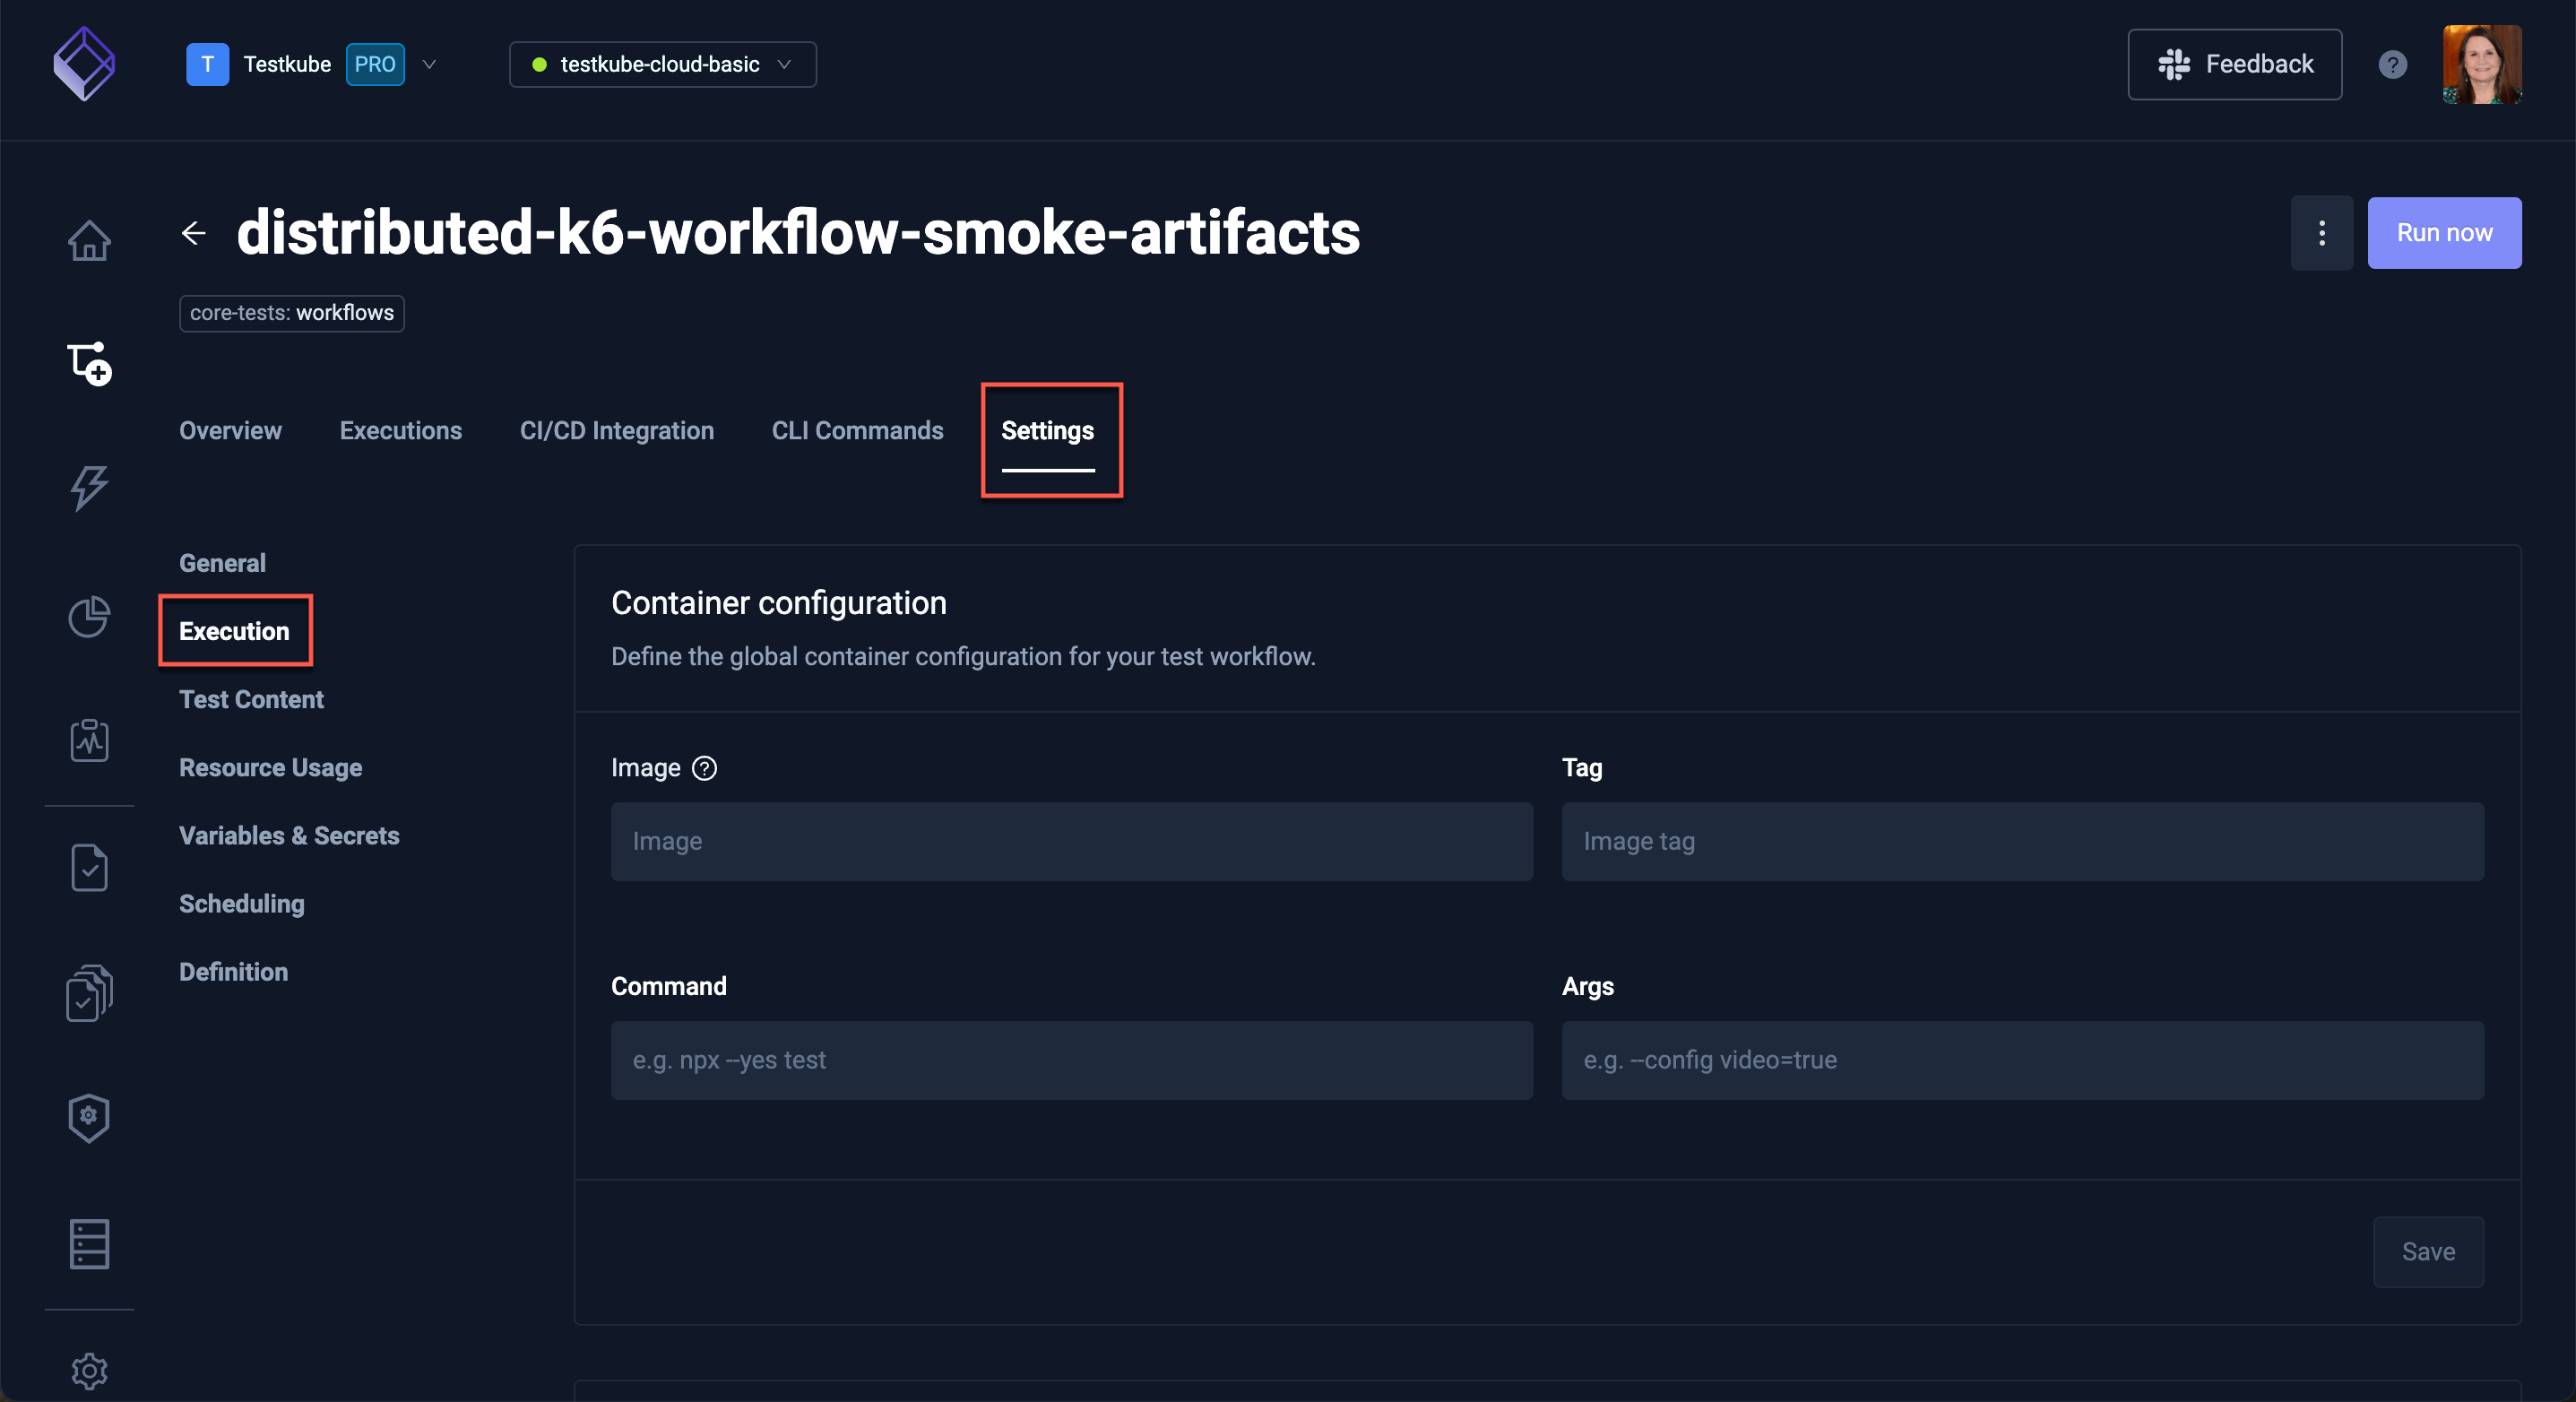 T Testkube PRO testkube-cloud-basic Feedback ?
distributed-k6-workflow-smoke-artifacts Run now
core-tests: workflows
Overview Executions CI/CD Integration CLI Commands Settings
General
Execution
Test Content
Resource Usage
Variables & Secrets
Scheduling
Definition
Container configuration
Define the global container configuration for your test workflow.
Image ? Tag
Image Image tag
Command Args
e.g. npx --yes test e.g. --config video=true
Save